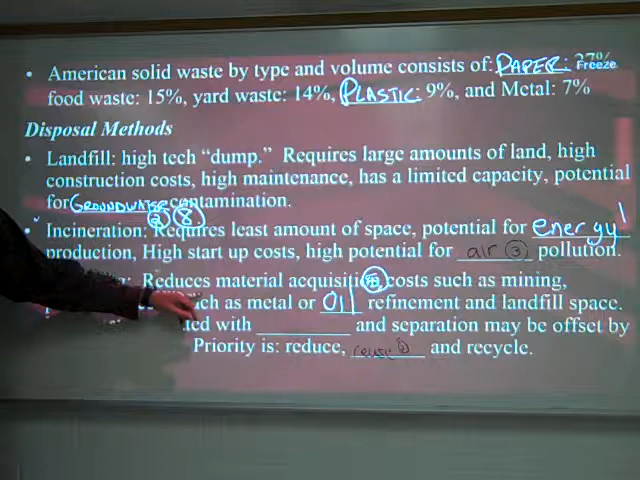 • American solid waste by type and volume consists of: PAPER: 37% Freeze
food waste: 15%, yard waste: 14%, PLASTIC: 9%, and Metal: 7%
Disposal Methods
• Landfill: high tech “dump.” Requires large amounts of land, high
construction costs, high maintenance, has a limited capacity, potential
for GROUNDWATER contamination.
• Incineration: Requires least amount of space, potential for energy 1
production, High start up costs, high potential for air 3 pollution.
Reduces material acquisition costs such as mining,
such as metal or oil refinement and landfill space.
with and separation may be offset by
Priority is: reduce, reuse and recycle.